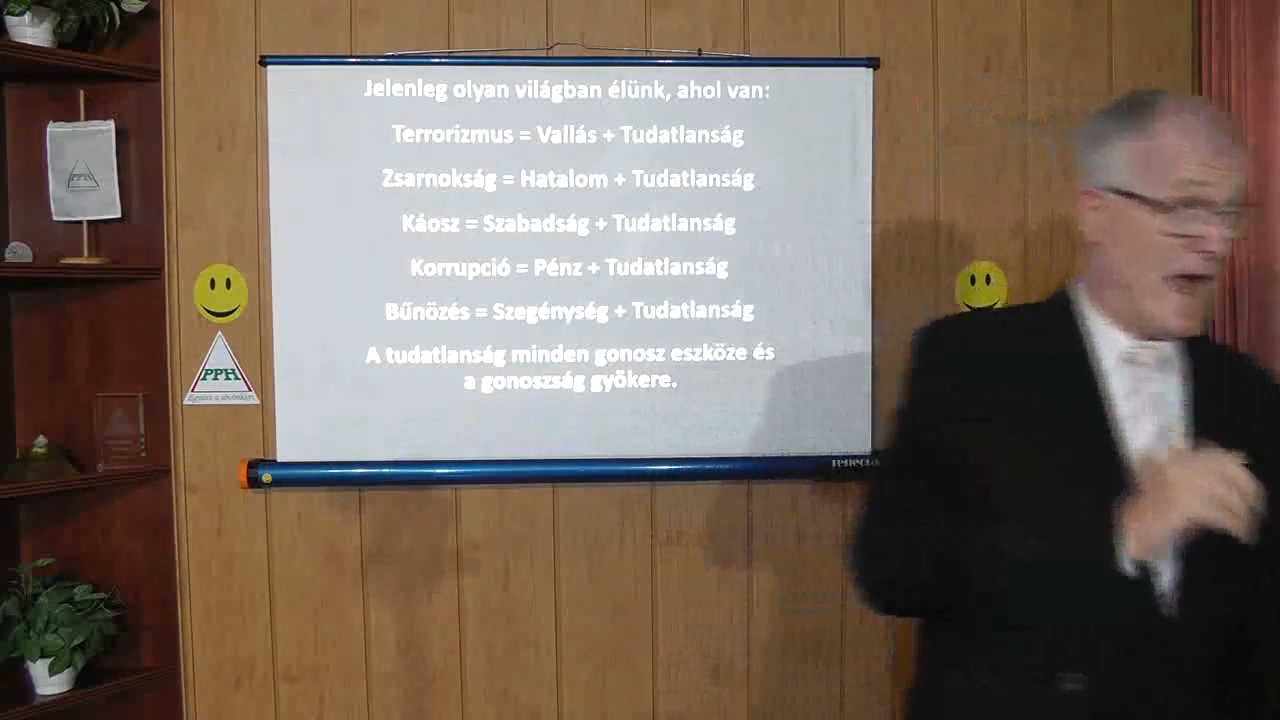 Jelenleg olyan világban élünk, ahol van:
Terrorizmus = Vallás + Tudatlanság
Zsarnokság = Hatalom + Tudatlanság
Káosz = Szabadság + Tudatlanság
Korrupció = Pénz + Tudatlanság
Bűnözés = Szegénység + Tudatlanság
A tudatlanság minden gonosz eszköze és
a gonoszság gyökere.
PPH
PPH
reflecta